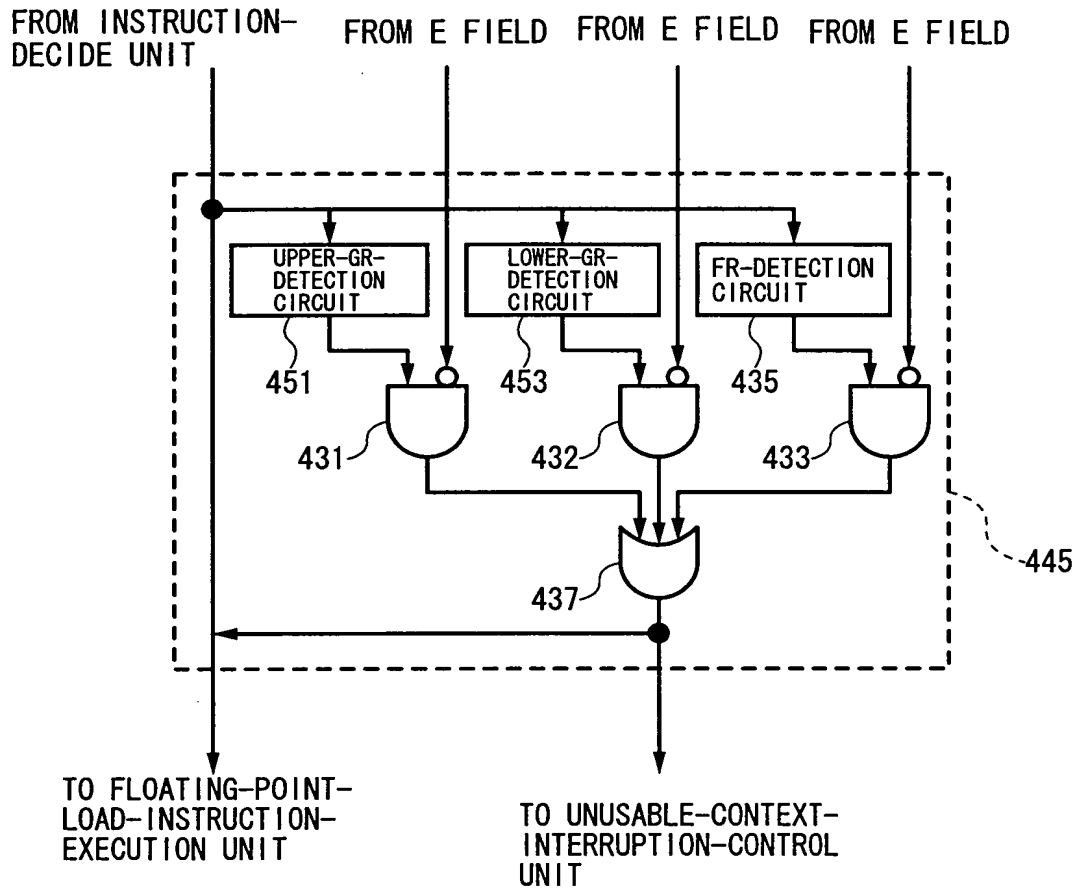 FROM INSTRUCTION-
DECIDE UNIT
FROM E FIELD
FROM E FIELD
FROM E FIELD
UPPER-GR-
DETECTION
CIRCUIT
LOWER-GR-
DETECTION
CIRCUIT
FR-DETECTION
CIRCUIT
451
453
435
431
432
433
437
445
TO FLOATING-POINT-
LOAD-INSTRUCTION-
EXECUTION UNIT
TO UNUSABLE-CONTEXT-
INTERRUPTION-CONTROL
UNIT